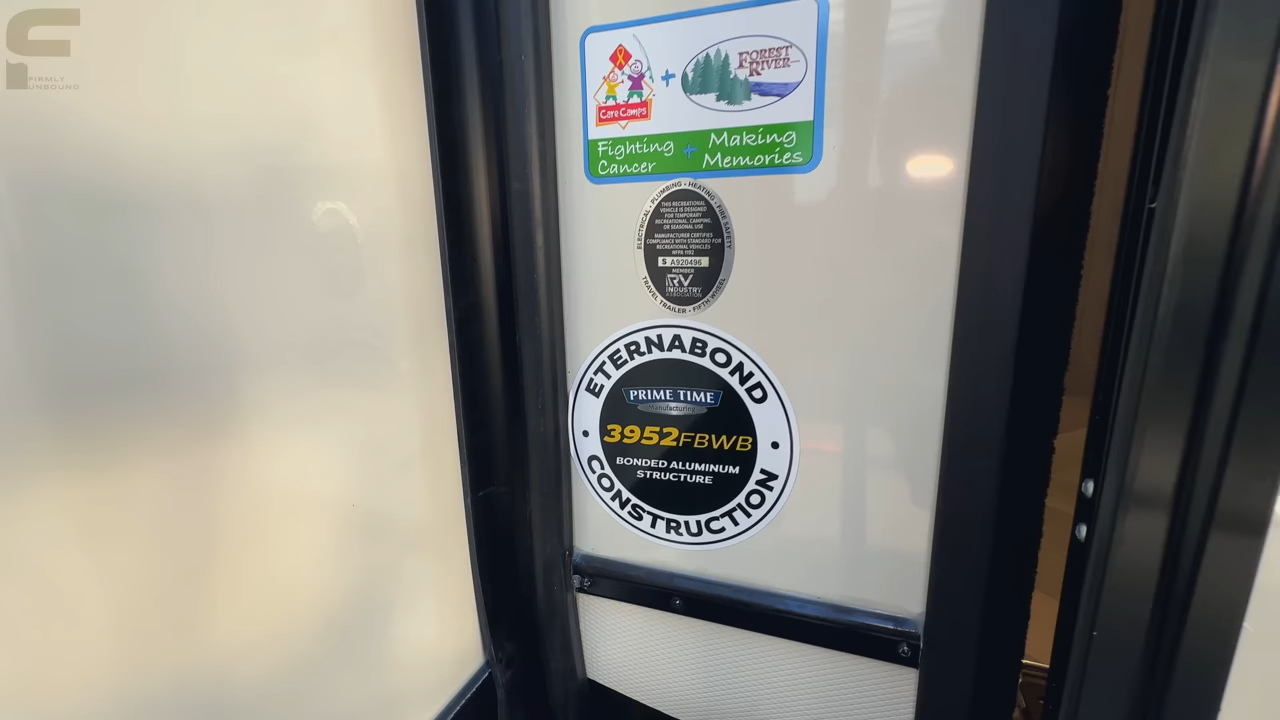 FIRMLY
UNBOUND
Care Camps
+
FOREST
RIVER
Fighting
Cancer
+
Making
Memories
ELECTRICAL • PLUMBING • HEATING • FIRE SAFETY
THIS RECREATIONAL
VEHICLE IS DESIGNED
FOR TEMPORARY
RECREATIONAL, CAMPING,
OR SEASONAL USE
MANUFACTURER CERTIFIES
COMPLIANCE WITH STANDARD FOR
RECREATIONAL VEHICLES
NFPA 1192
S A920496
MEMBER
RV
INDUSTRY
ASSOCIATION
TRAVEL TRAILER • FIFTH WHEEL
ETERNABOND
PRIME TIME
Manufacturing
3952FBWB
BONDED ALUMINUM
STRUCTURE
CONSTRUCTION